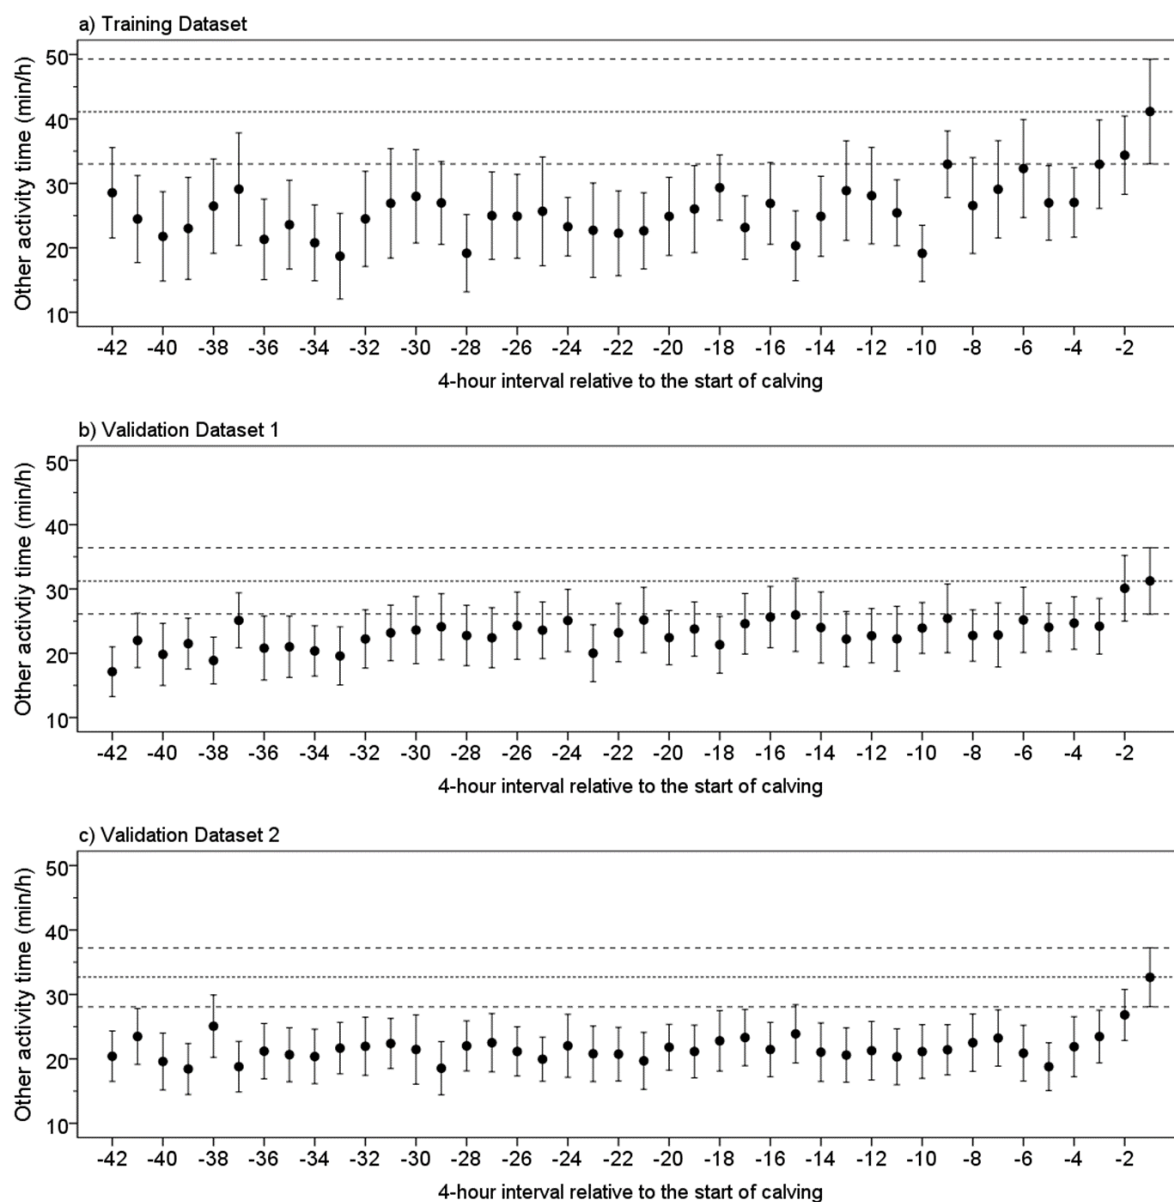 a) Training Dataset
Other activity time (min/h)
50
40
30
20
10
-42 -40 -38 -36 -34 -32 -30 -28 -26 -24 -22 -20 -18 -16 -14 -12 -10 -8 -6 -4 -2
4-hour interval relative to the start of calving
b) Validation Dataset 1
Other activtiy time (min/h)
50
40
30
20
10
-42 -40 -38 -36 -34 -32 -30 -28 -26 -24 -22 -20 -18 -16 -14 -12 -10 -8 -6 -4 -2
4-hour interval relative to the start of calving
c) Validation Dataset 2
Other activity time (min/h)
50
40
30
20
10
-42 -40 -38 -36 -34 -32 -30 -28 -26 -24 -22 -20 -18 -16 -14 -12 -10 -8 -6 -4 -2
4-hour interval relative to the start of calving